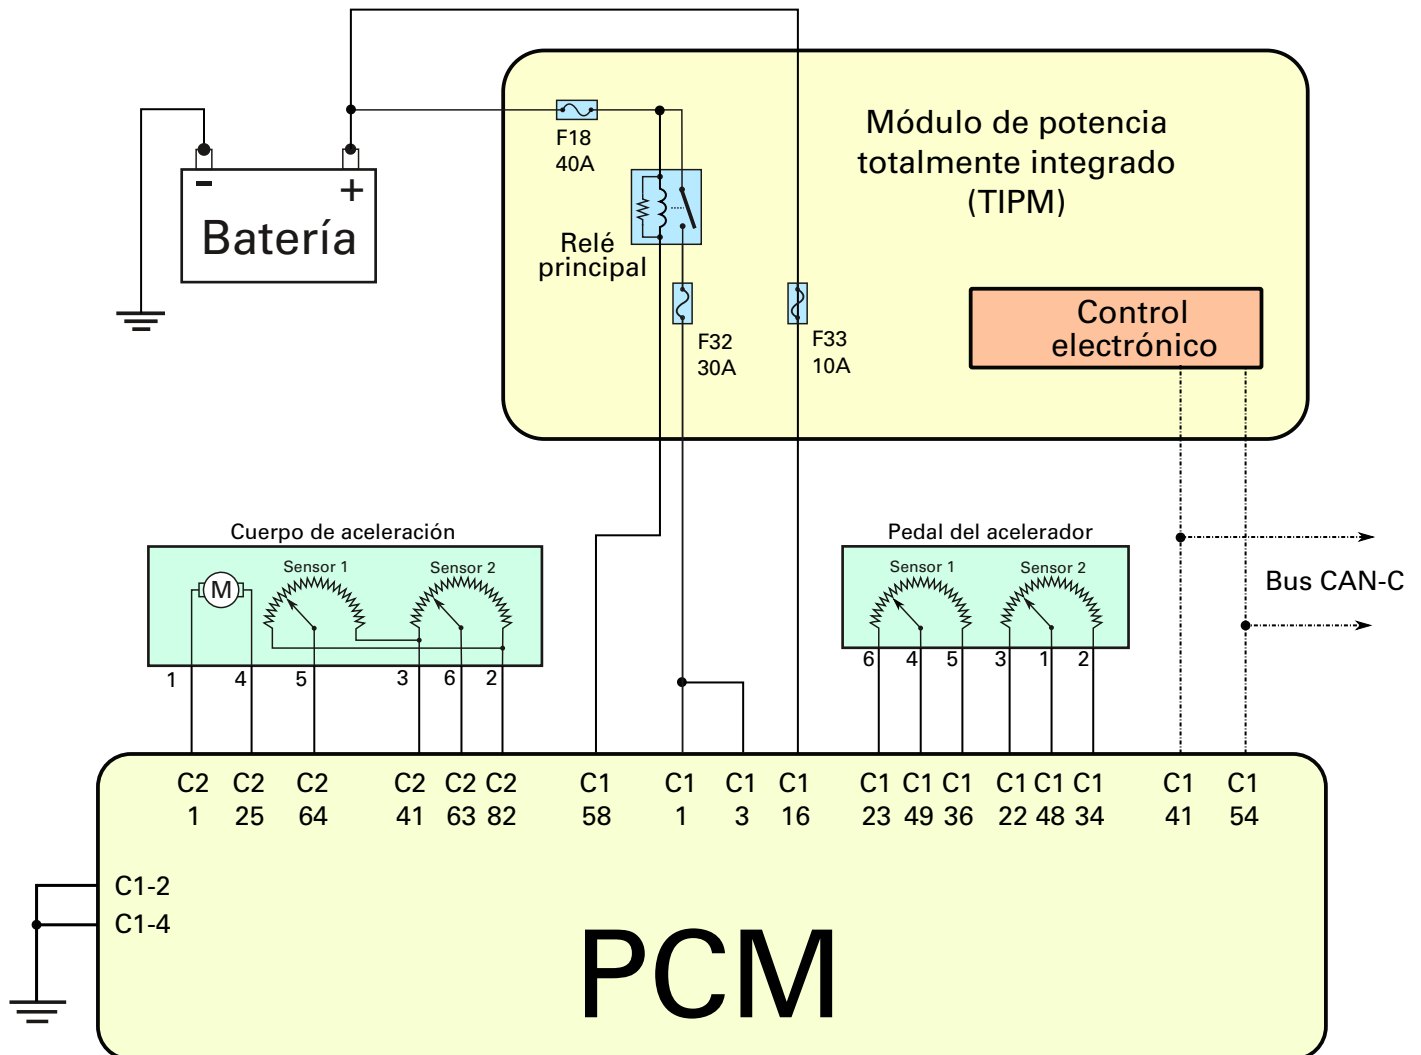 Módulo de potencia
totalmente integrado
(TIPM)
F18
40A
- +
Batería
Relé
principal
Control
electrónico
F32
30A
F33
10A
Cuerpo de aceleración
Sensor 1 Sensor 2
M
1 4 5 3 6 2
Pedal del acelerador
Sensor 1 Sensor 2
6 4 5 3 1 2
Bus CAN-C
C2 C2 C2 C2 C2 C2 C1 C1 C1 C1 C1 C1 C1 C1 C1 C1 C1 C1
1 25 64 41 63 82 58 1 3 16 23 49 36 22 48 34 41 54
C1-2
C1-4
PCM